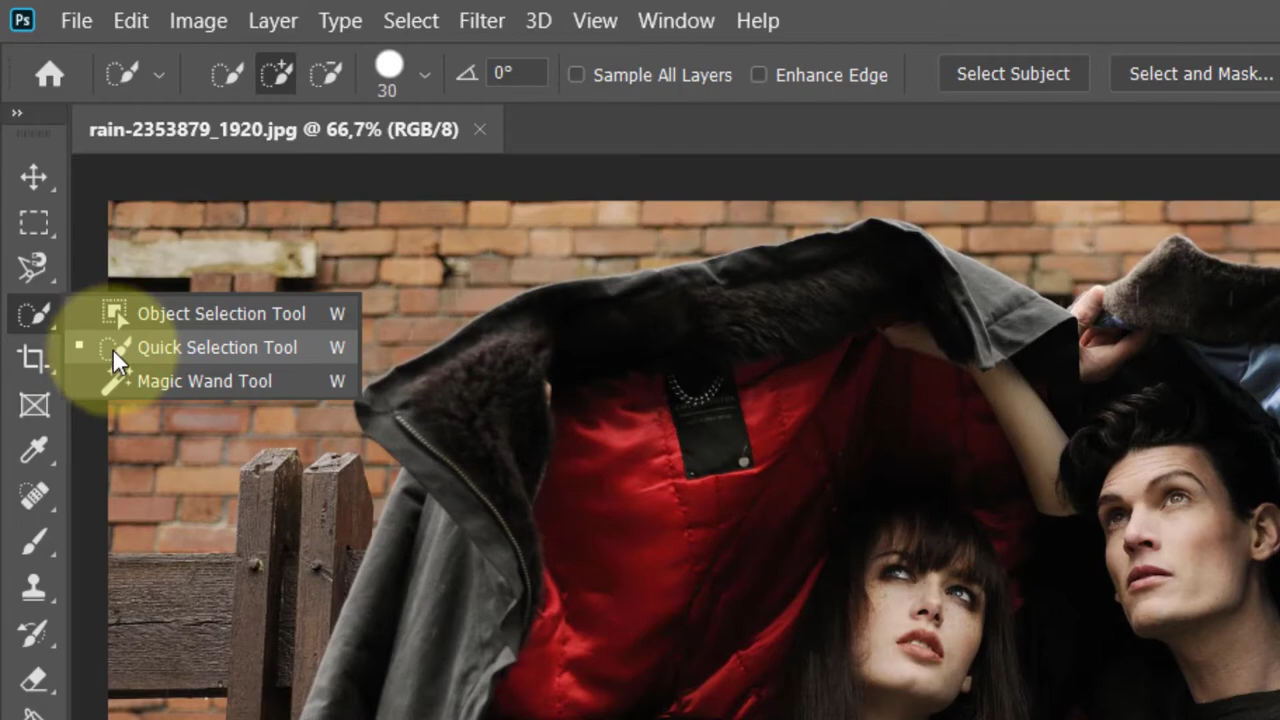 Ps File Edit Image Layer Type Select Filter 3D View Window Help
30 0° Sample All Layers Enhance Edge Select Subject Select and Mask...
rain-2353879_1920.jpg @ 66,7% (RGB/8)
Object Selection Tool W
Quick Selection Tool W
Magic Wand Tool W